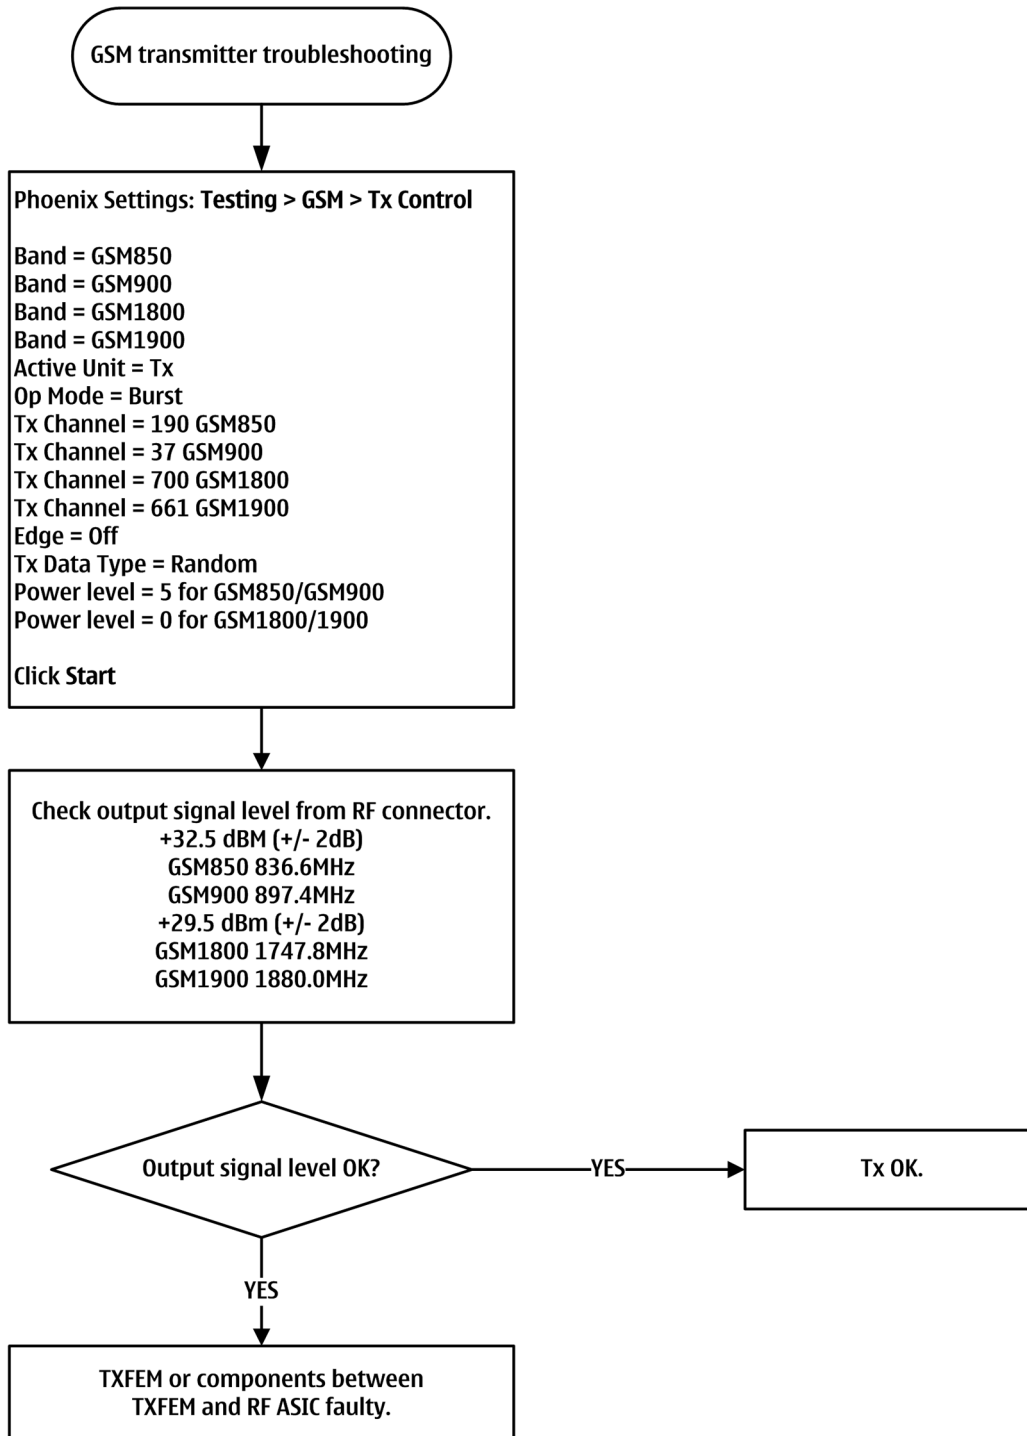 GSM transmitter troubleshooting
Phoenix Settings: Testing > GSM > Tx Control
Band = GSM850
Band = GSM900
Band = GSM1800
Band = GSM1900
Active Unit = Tx
Op Mode = Burst
Tx Channel = 190 GSM850
Tx Channel = 37 GSM900
Tx Channel = 700 GSM1800
Tx Channel = 661 GSM1900
Edge = Off
Tx Data Type = Random
Power level = 5 for GSM850/GSM900
Power level = 0 for GSM1800/1900
Click Start
Check output signal level from RF connector.
+32.5 dBM (+/- 2dB)
GSM850 836.6MHz
GSM900 897.4MHz
+29.5 dBm (+/- 2dB)
GSM1800 1747.8MHz
GSM1900 1880.0MHz
Output signal level OK?
YES
Tx OK.
YES
TXFEM or components between
TXFEM and RF ASIC faulty.